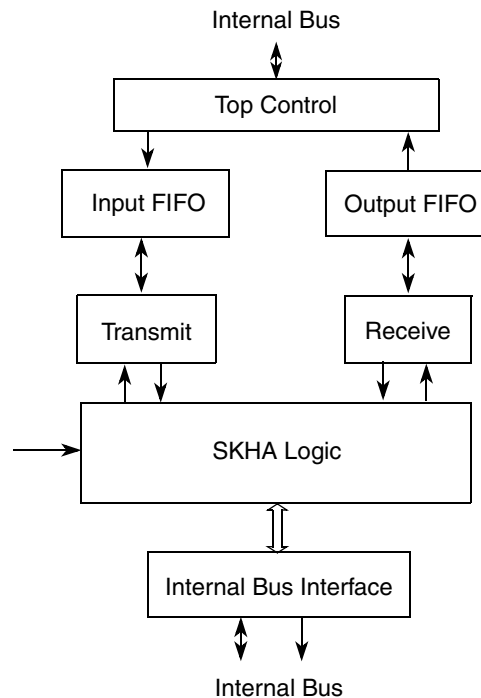 Internal Bus
Top Control
Input FIFO
Output FIFO
Transmit
Receive
SKHA Logic
Internal Bus Interface
Internal Bus